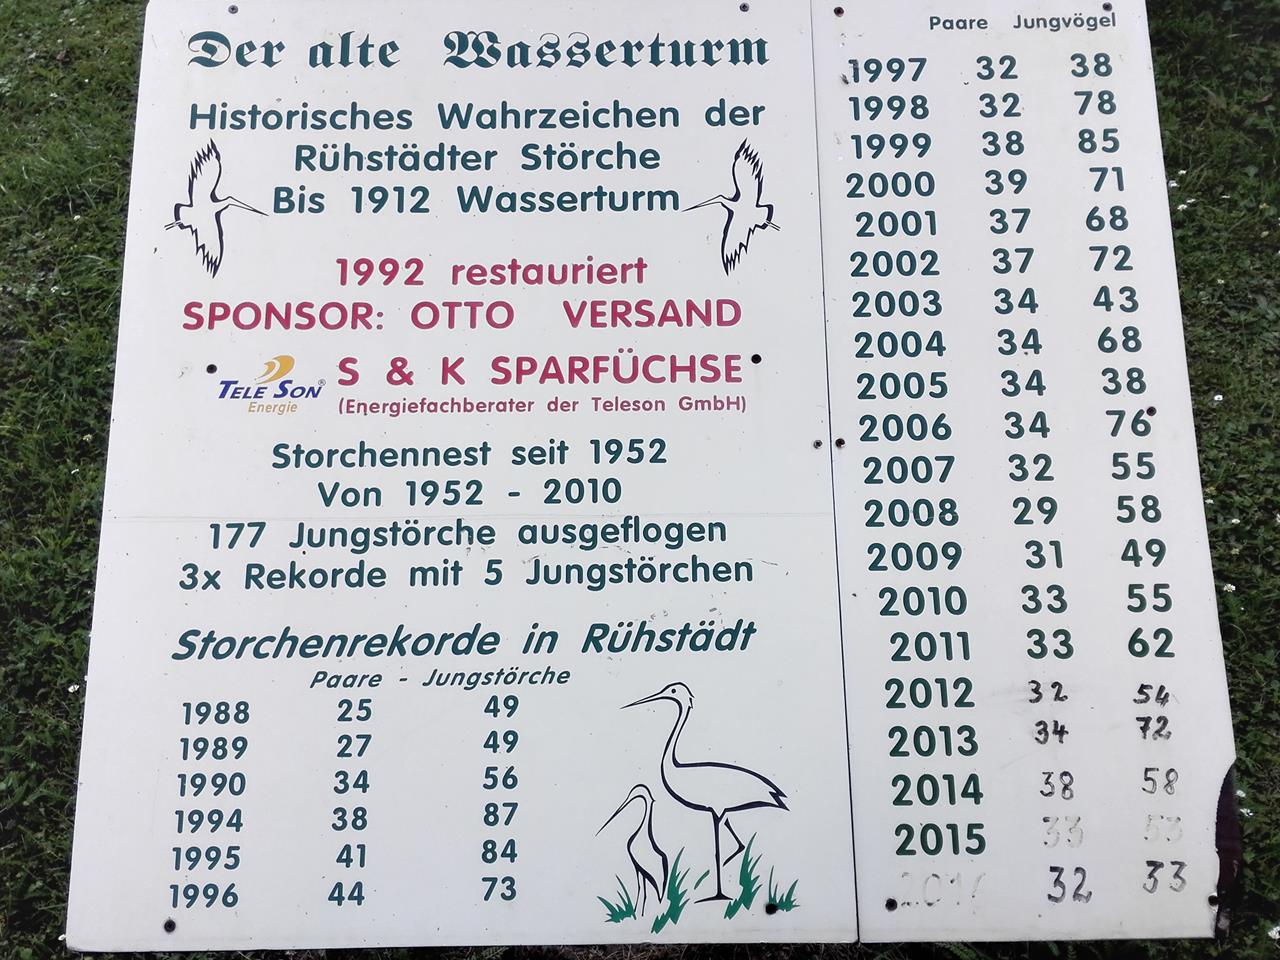 Der alte Wasserturm
Historisches Wahrzeichen der
Rühstädter Störche
Bis 1912 Wasserturm
1992 restauriert
SPONSOR: OTTO VERSAND
TELE SON®
Energie
S & K SPARFÜCHSE
(Energiefachberater der Teleson GmbH)
Storchennest seit 1952
Von 1952 - 2010
177 Jungstörche ausgeflogen
3x Rekorde mit 5 Jungstörchen
Storchenrekorde in Rühstädt
Paare - Jungstörche
1988 25 49
1989 27 49
1990 34 56
1994 38 87
1995 41 84
1996 44 73
Paare Jungvögel
1997 32 38
1998 32 78
1999 38 85
2000 39 71
2001 37 68
2002 37 72
2003 34 43
2004 34 68
2005 34 38
2006 34 76
2007 32 55
2008 29 58
2009 31 49
2010 33 55
2011 33 62
2012 32 54
2013 34 72
2014 38 58
2015 33 53
2016 32 33